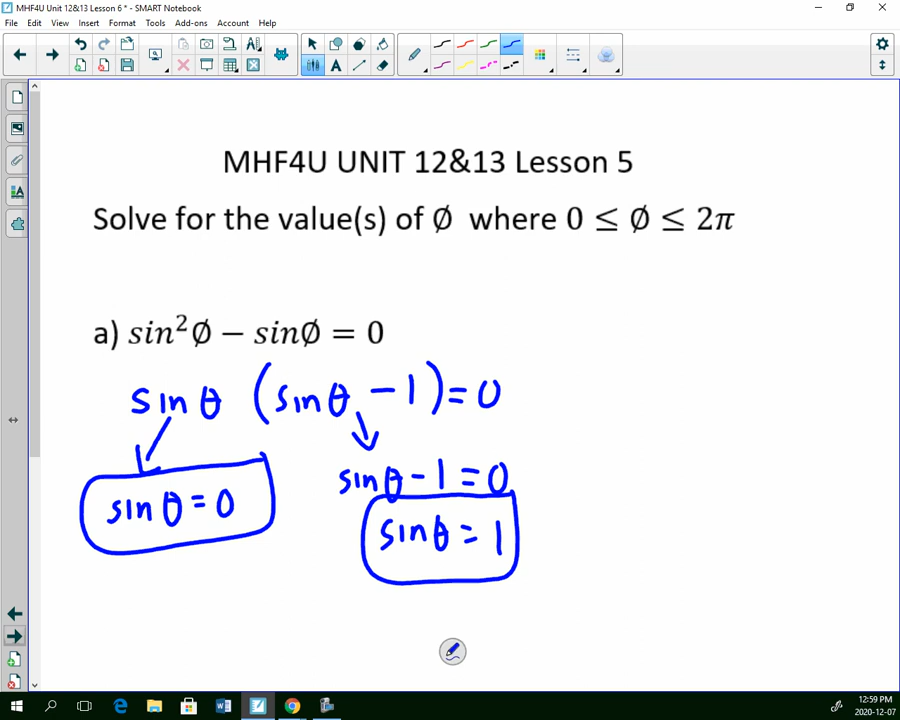 MHF4U Unit 12&13 Lesson 6 * - SMART Notebook
File Edit View Insert Format Tools Add-ons Account Help
MHF4U UNIT 12&13 Lesson 5
Solve for the value(s) of Ø where 0 ≤ Ø ≤ 2π
a) sin²Ø − sinØ = 0
sin θ (sin θ − 1) = 0
sin θ − 1 = 0
sin θ = 0
sin θ = 1
12:59 PM
2020-12-07